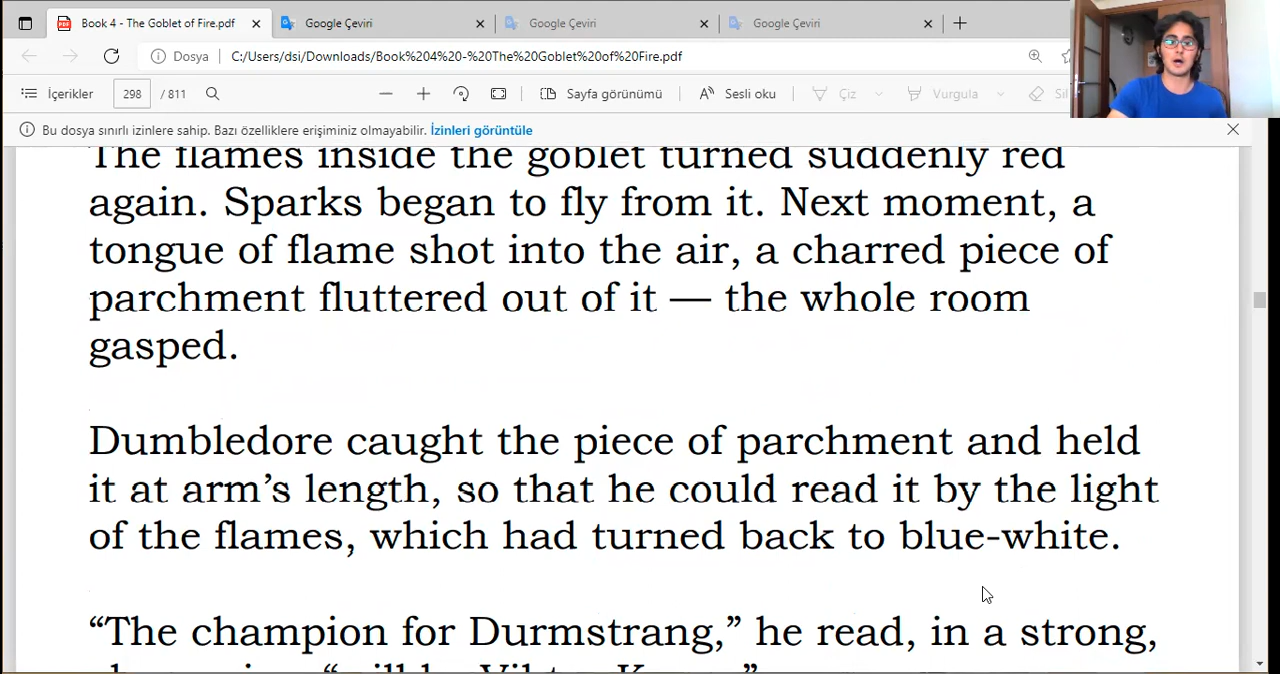 Book 4 - The Goblet of Fire.pdf
Google Çeviri
Google Çeviri
Google Çeviri
Dosya C:/Users/dsi/Downloads/Book%204%20-%20The%20Goblet%20of%20Fire.pdf
İçerikler 298 / 811 Sayfa görünümü Sesli oku Çiz Vurgula Sil
Bu dosya sınırlı izinlere sahip. Bazı özelliklere erişiminiz olmayabilir. İzinleri görüntüle
The flames inside the goblet turned suddenly red
again. Sparks began to fly from it. Next moment, a
tongue of flame shot into the air, a charred piece of
parchment fluttered out of it — the whole room
gasped.
Dumbledore caught the piece of parchment and held
it at arm’s length, so that he could read it by the light
of the flames, which had turned back to blue-white.
“The champion for Durmstrang,” he read, in a strong,